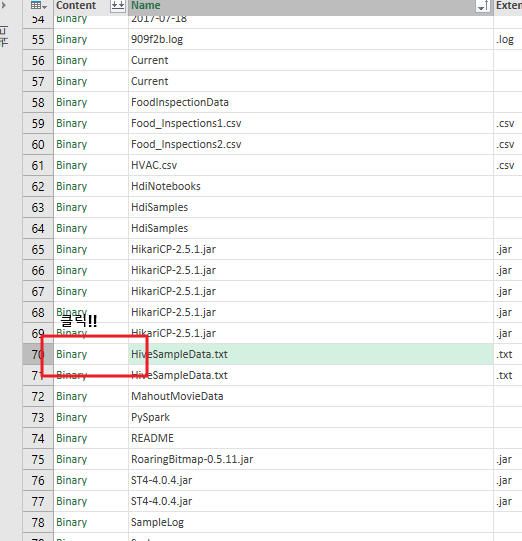 Content Name Exten
54 Binary 2017-07-18
55 Binary 909f2b.log .log
56 Binary Current
57 Binary Current
58 Binary FoodInspectionData
59 Binary Food_Inspections1.csv .csv
60 Binary Food_Inspections2.csv .csv
61 Binary HVAC.csv .csv
62 Binary HdiNotebooks
63 Binary HdiSamples
64 Binary HdiSamples
65 Binary HikariCP-2.5.1.jar .jar
66 Binary HikariCP-2.5.1.jar .jar
67 Binary HikariCP-2.5.1.jar .jar
68 Binary HikariCP-2.5.1.jar .jar
클릭!!
69 Binary HikariCP-2.5.1.jar .jar
70 Binary HiveSampleData.txt .txt
71 Binary HiveSampleData.txt .txt
72 Binary MahoutMovieData
73 Binary PySpark
74 Binary README
75 Binary RoaringBitmap-0.5.11.jar .jar
76 Binary ST4-4.0.4.jar .jar
77 Binary ST4-4.0.4.jar .jar
78 Binary SampleLog